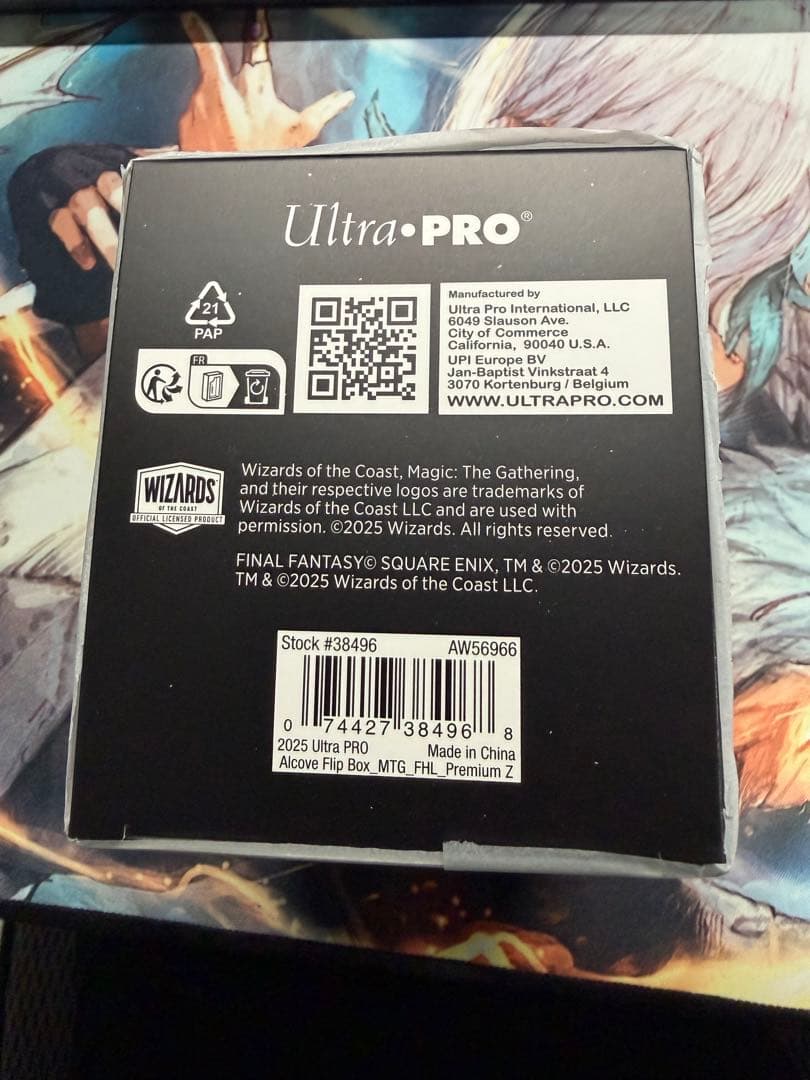 Ultra•PRO®
21
PAP
FR
Manufactured by
Ultra Pro International, LLC
6049 Slauson Ave.
City of Commerce
California, 90040 U.S.A.
UPI Europe BV
Jan-Baptist Vinkstraat 4
3070 Kortenburg / Belgium
WWW.ULTRAPRO.COM
WIZARDS
OF THE COAST
OFFICIAL LICENSED PRODUCT
Wizards of the Coast, Magic: The Gathering,
and their respective logos are trademarks of
Wizards of the Coast LLC and are used with
permission. ©2025 Wizards. All rights reserved.
FINAL FANTASY© SQUARE ENIX, TM & ©2025 Wizards.
TM & ©2025 Wizards of the Coast LLC.
Stock #38496 AW56966
0 74427 38496 8
2025 Ultra PRO Made in China
Alcove Flip Box_MTG_FHL_Premium Z